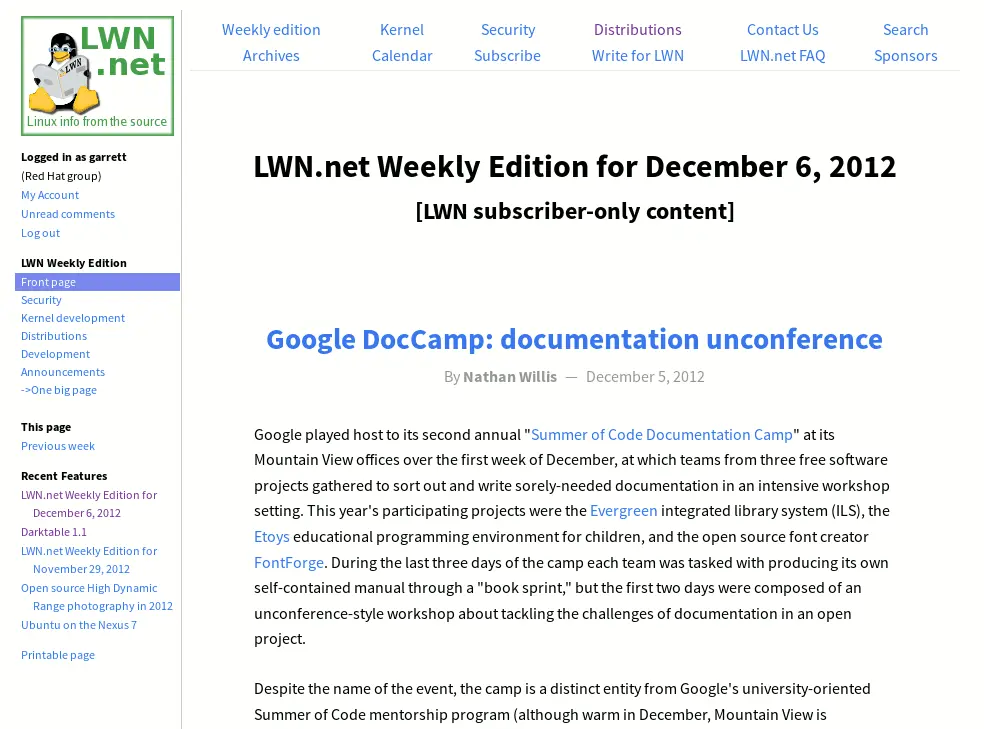 LWN
.net
LWN
Linux info from the source
Weekly edition Kernel Security Distributions Contact Us Search
Archives Calendar Subscribe Write for LWN LWN.net FAQ Sponsors
Logged in as garrett
(Red Hat group)
My Account
Unread comments
Log out
LWN Weekly Edition
Front page
Security
Kernel development
Distributions
Development
Announcements
->One big page
This page
Previous week
Recent Features
LWN.net Weekly Edition for
December 6, 2012
Darktable 1.1
LWN.net Weekly Edition for
November 29, 2012
Open source High Dynamic
Range photography in 2012
Ubuntu on the Nexus 7
Printable page
LWN.net Weekly Edition for December 6, 2012
[LWN subscriber-only content]
Google DocCamp: documentation unconference
By Nathan Willis — December 5, 2012
Google played host to its second annual "Summer of Code Documentation Camp" at its
Mountain View offices over the first week of December, at which teams from three free software
projects gathered to sort out and write sorely-needed documentation in an intensive workshop
setting. This year's participating projects were the Evergreen integrated library system (ILS), the
Etoys educational programming environment for children, and the open source font creator
FontForge. During the last three days of the camp each team was tasked with producing its own
self-contained manual through a "book sprint," but the first two days were composed of an
unconference-style workshop about tackling the challenges of documentation in an open
project.
Despite the name of the event, the camp is a distinct entity from Google's university-oriented
Summer of Code mentorship program (although warm in December, Mountain View is